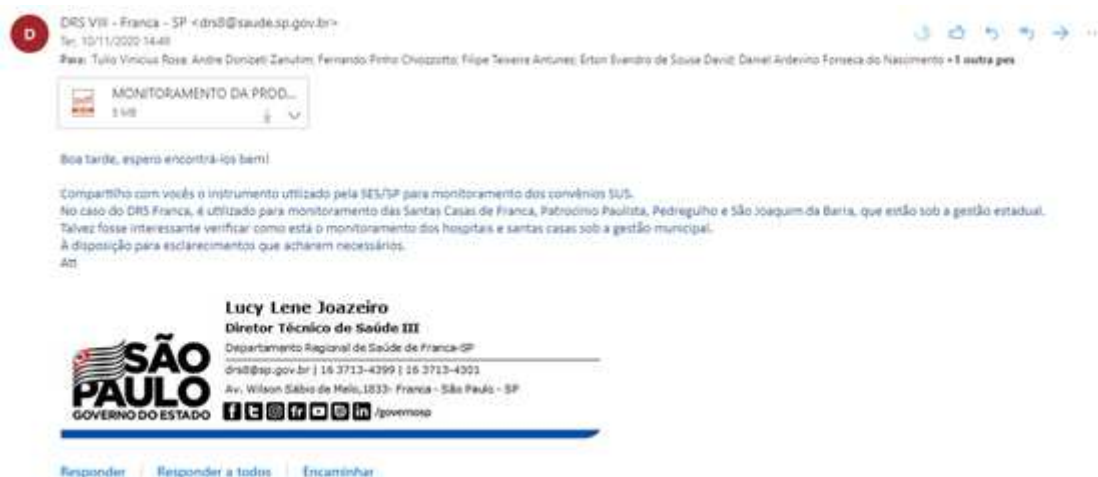 D
DRS VIII - Franca - SP <drs8@saude.sp.gov.br>
Ter, 10/11/2020 14:48
Para: Tulio Vinicius Rosa; Andre Donizeti Zanutim; Fernando Pinho Chiozzotto; Filipe Teixeira Antunes; Erton Evandro de Sousa David; Daniel Ardevino Fonseca do Nascimento +1 outra pes
MONITORAMENTO DA PROD...
5 MB
Boa tarde, espero encontrá-los bem!
Compartilho com vocês o instrumento utilizado pela SES/SP para monitoramento dos convênios SUS.
No caso do DRS Franca, é utilizado para monitoramento das Santas Casas de Franca, Patrocínio Paulista, Pedregulho e São Joaquim da Barra, que estão sob a gestão estadual.
Talvez fosse interessante verificar como está o monitoramento dos hospitais e santas casas sob a gestão municipal.
À disposição para esclarecimentos que acharem necessários.
Att
Lucy Lene Joazeiro
Diretor Técnico de Saúde III
Departamento Regional de Saúde de Franca-SP
drs8@sp.gov.br | 16 3713-4399 | 16 3713-4301
Av. Wilson Sábio de Melo,1833- Franca - São Paulo - SP
/governosp
SÃO
PAULO
GOVERNO DO ESTADO
Responder | Responder a todos | Encaminhar